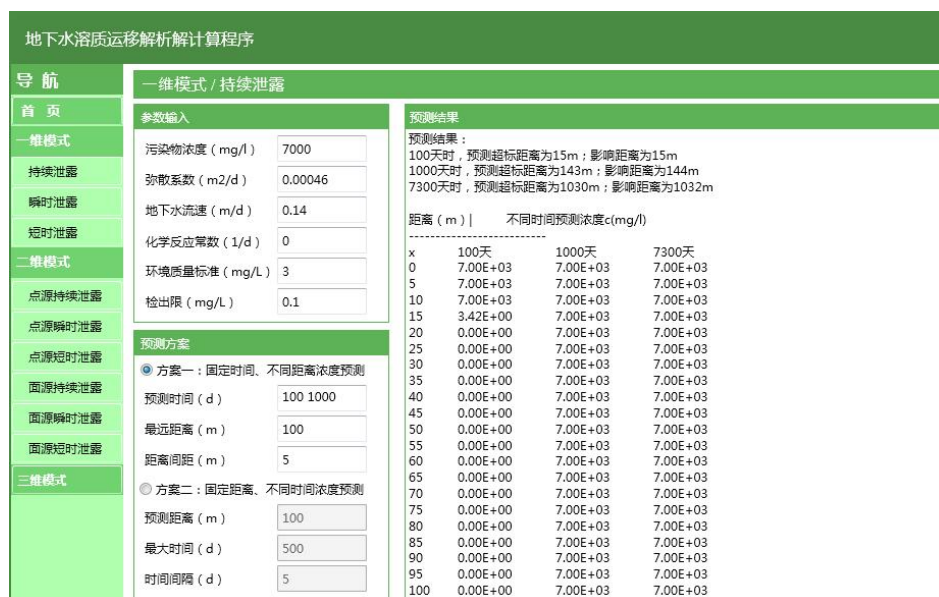 地下水溶质运移解析解计算程序
导 航
首 页
一维模式
持续泄露
瞬时泄露
短时泄露
二维模式
点源持续泄露
点源瞬时泄露
点源短时泄露
面源持续泄露
面源瞬时泄露
面源短时泄露
三维模式
一维模式 / 持续泄露
参数输入
污染物浓度（mg/l） 7000
弥散系数（m2/d） 0.00046
地下水流速（m/d） 0.14
化学反应常数（1/d） 0
环境质量标准（mg/L） 3
检出限（mg/L） 0.1
预测方案
方案一：固定时间、不同距离浓度预测
预测时间（d） 100 1000
最远距离（m） 100
距离间距（m） 5
方案二：固定距离、不同时间浓度预测
预测距离（m） 100
最大时间（d） 500
时间间隔（d） 5
预测结果
预测结果：
100天时，预测超标距离为15m；影响距离为15m
1000天时，预测超标距离为143m；影响距离为144m
7300天时，预测超标距离为1030m；影响距离为1032m
距离（m）| 不同时间预测浓度c(mg/l)
--------------------------
x 100天 1000天 7300天
0 7.00E+03 7.00E+03 7.00E+03
5 7.00E+03 7.00E+03 7.00E+03
10 7.00E+03 7.00E+03 7.00E+03
15 3.42E+00 7.00E+03 7.00E+03
20 0.00E+00 7.00E+03 7.00E+03
25 0.00E+00 7.00E+03 7.00E+03
30 0.00E+00 7.00E+03 7.00E+03
35 0.00E+00 7.00E+03 7.00E+03
40 0.00E+00 7.00E+03 7.00E+03
45 0.00E+00 7.00E+03 7.00E+03
50 0.00E+00 7.00E+03 7.00E+03
55 0.00E+00 7.00E+03 7.00E+03
60 0.00E+00 7.00E+03 7.00E+03
65 0.00E+00 7.00E+03 7.00E+03
70 0.00E+00 7.00E+03 7.00E+03
75 0.00E+00 7.00E+03 7.00E+03
80 0.00E+00 7.00E+03 7.00E+03
85 0.00E+00 7.00E+03 7.00E+03
90 0.00E+00 7.00E+03 7.00E+03
95 0.00E+00 7.00E+03 7.00E+03
100 0.00E+00 7.00E+03 7.00E+03